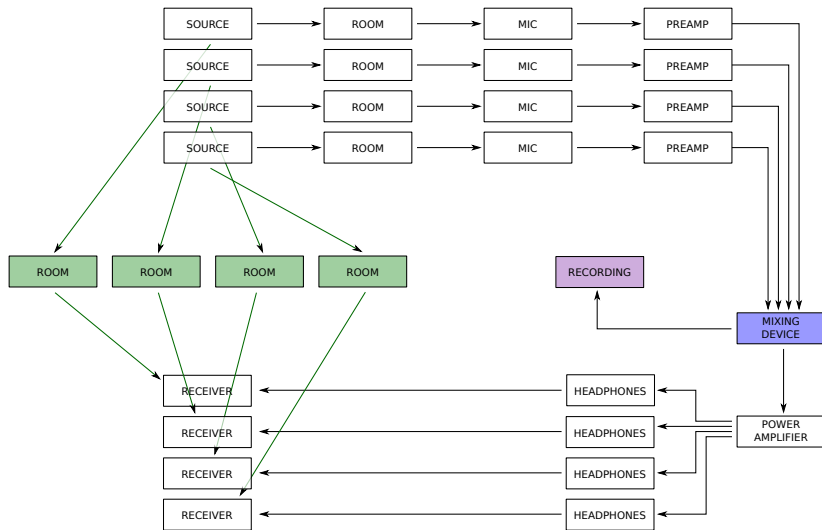 SOURCE ROOM MIC PREAMP
SOURCE ROOM MIC PREAMP
SOURCE ROOM MIC PREAMP
SOURCE ROOM MIC PREAMP
ROOM ROOM ROOM ROOM RECORDING
MIXING
DEVICE
RECEIVER HEADPHONES
POWER
AMPLIFIER
RECEIVER HEADPHONES
RECEIVER HEADPHONES
RECEIVER HEADPHONES